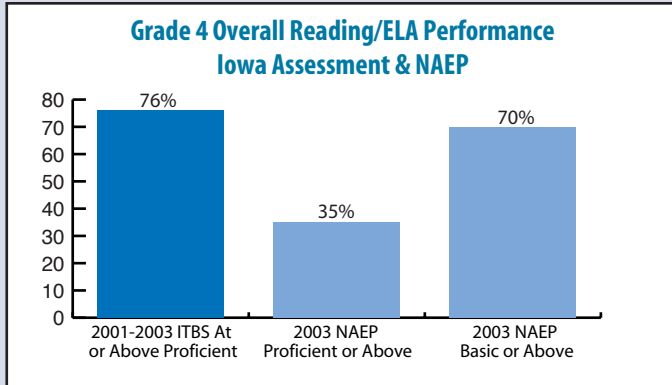 Grade 4 Overall Reading/ELA Performance
Iowa Assessment & NAEP
80
70
60
50
40
30
20
10
0
76%
35%
70%
2001-2003 ITBS At
or Above Proficient
2003 NAEP
Proficient or Above
2003 NAEP
Basic or Above